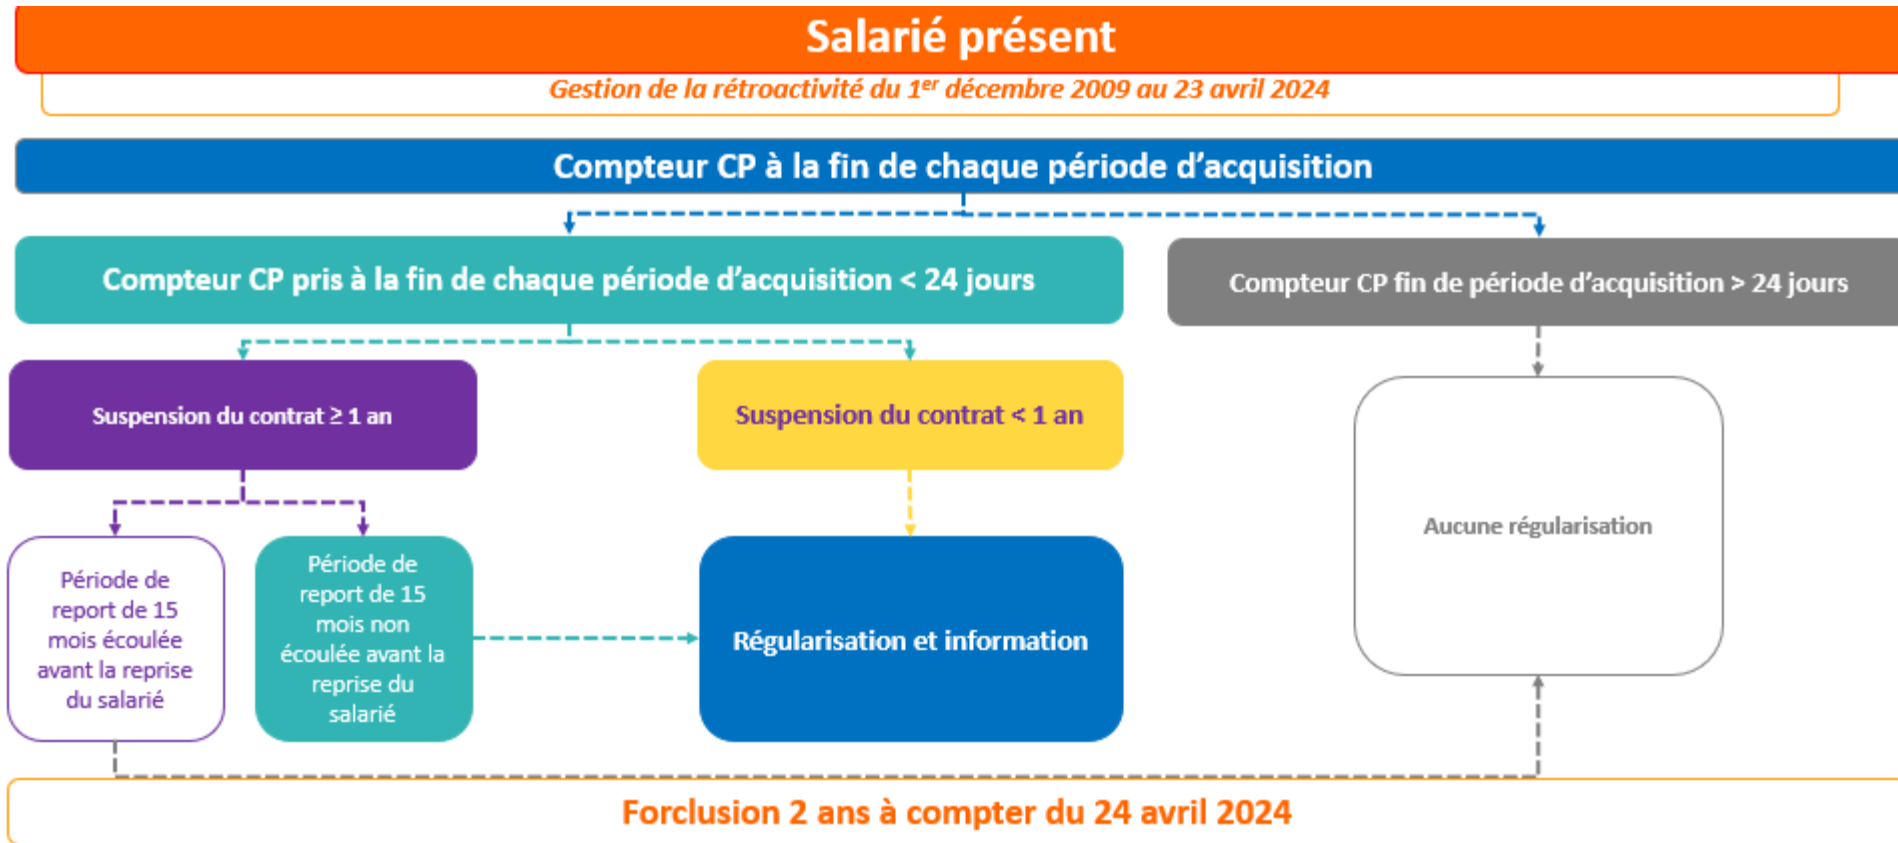 Salarié présent
Gestion de la rétroactivité du 1er décembre 2009 au 23 avril 2024
Compteur CP à la fin de chaque période d’acquisition
Compteur CP pris à la fin de chaque période d’acquisition < 24 jours
Compteur CP fin de période d’acquisition > 24 jours
Suspension du contrat ≥ 1 an
Suspension du contrat < 1 an
Période de
report de 15
mois écoulée
avant la reprise
du salarié
Période de
report de 15
mois non
écoulée avant la
reprise du
salarié
Régularisation et information
Aucune régularisation
Forclusion 2 ans à compter du 24 avril 2024